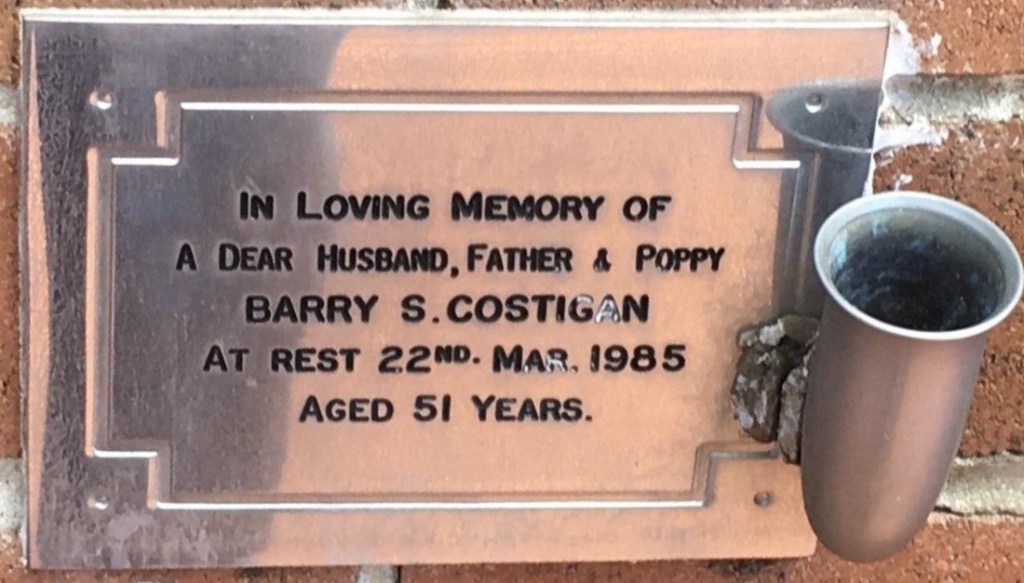 IN LOVING MEMORY OF
A DEAR HUSBAND, FATHER & POPPY
BARRY S. COSTIGAN
AT REST 22ND. MAR. 1985
AGED 51 YEARS.